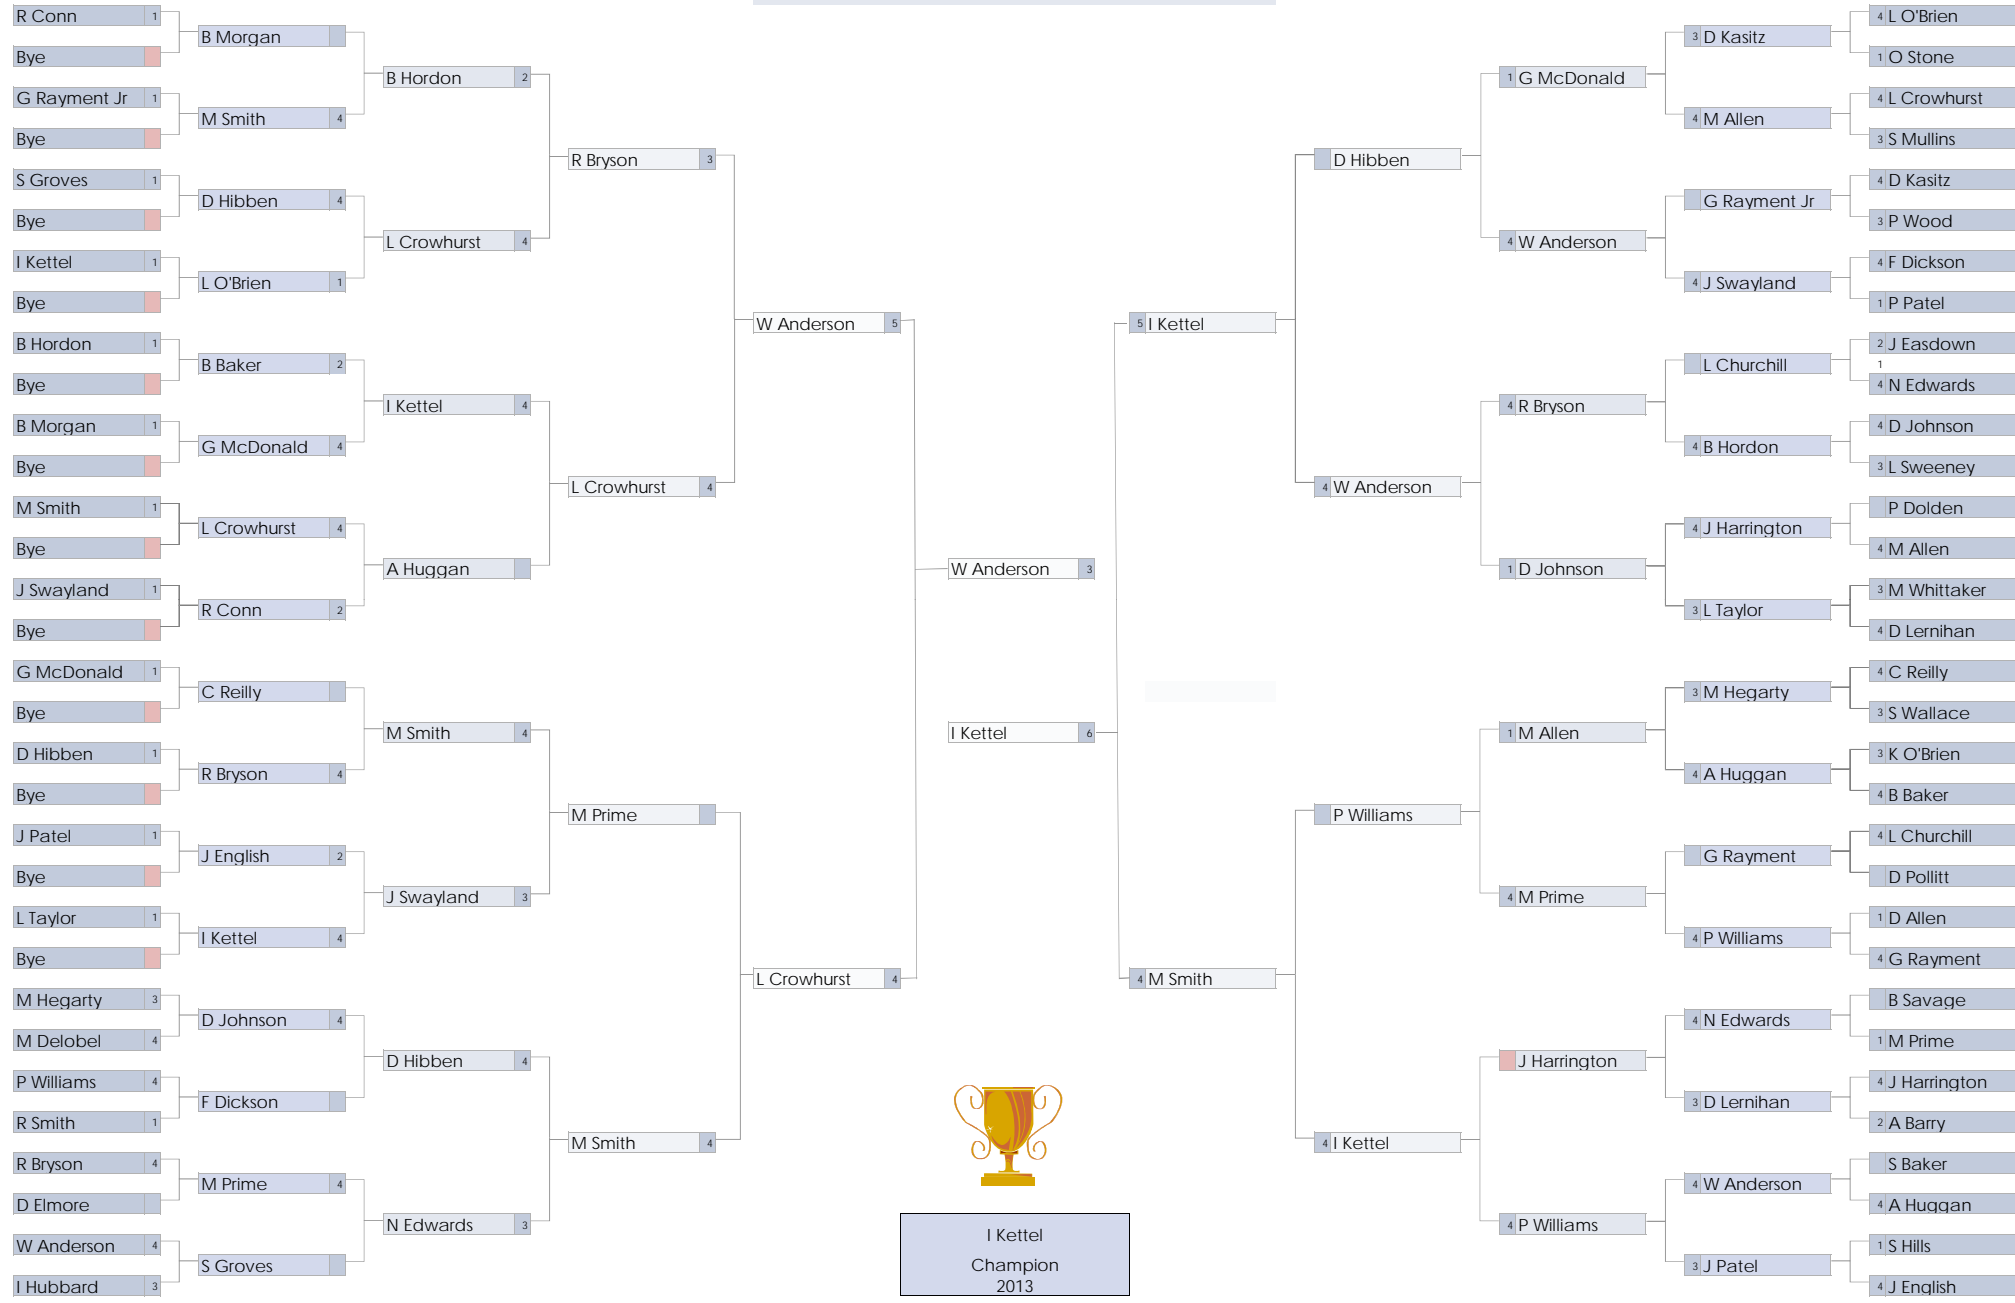 R Conn 1
Bye
G Rayment Jr 1
Bye
S Groves 1
Bye
I Kettel 1
Bye
B Hordon 1
Bye
B Morgan 1
Bye
M Smith 1
Bye
J Swayland 1
Bye
G McDonald 1
Bye
D Hibben 1
Bye
J Patel 1
Bye
L Taylor 1
Bye
M Hegarty 3
M Delobel 4
P Williams 4
R Smith 1
R Bryson 4
D Elmore
W Anderson 4
I Hubbard 3
B Morgan
M Smith 4
D Hibben 4
L O'Brien 1
B Baker 2
G McDonald 4
L Crowhurst 4
R Conn 2
C Reilly
R Bryson 4
J English 2
I Kettel 4
D Johnson 4
F Dickson
M Prime 4
S Groves
B Hordon 2
L Crowhurst 4
I Kettel 4
A Huggan
M Smith 4
J Swayland 3
D Hibben 4
N Edwards 3
R Bryson 3
L Crowhurst 4
M Prime
M Smith 4
W Anderson 5
L Crowhurst 4
W Anderson 3
I Kettel 6
I Kettel
Champion
2013
5 I Kettel
4 M Smith
D Hibben
4 W Anderson
P Williams
4 I Kettel
1 G McDonald
4 W Anderson
4 R Bryson
1 D Johnson
1 M Allen
4 M Prime
J Harrington
4 P Williams
3 D Kasitz
4 M Allen
G Rayment Jr
4 J Swayland
L Churchill
4 B Hordon
4 J Harrington
3 L Taylor
3 M Hegarty
4 A Huggan
G Rayment
4 P Williams
4 N Edwards
3 D Lernihan
4 W Anderson
3 J Patel
4 L O'Brien
1 O Stone
4 L Crowhurst
3 S Mullins
4 D Kasitz
3 P Wood
4 F Dickson
1 P Patel
2 J Easdown
1
4 N Edwards
4 D Johnson
3 L Sweeney
P Dolden
4 M Allen
3 M Whittaker
4 D Lernihan
4 C Reilly
3 S Wallace
3 K O'Brien
4 B Baker
4 L Churchill
D Pollitt
1 D Allen
4 G Rayment
B Savage
1 M Prime
4 J Harrington
2 A Barry
S Baker
4 A Huggan
1 S Hills
4 J English